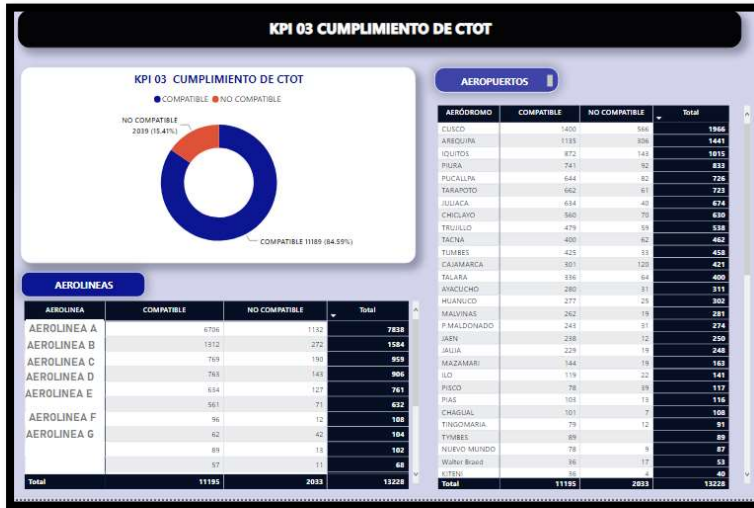 KPI 03 CUMPLIMIENTO DE CTOT
KPI 03 CUMPLIMIENTO DE CTOT
COMPATIBLE NO COMPATIBLE
NO COMPATIBLE
2039 (15.41%)
COMPATIBLE 11189 (84.59%)
AEROLINEAS
AEROLINEA COMPATIBLE NO COMPATIBLE Total
AEROLINEA A 6706 1132 7838
AEROLINEA B 1312 272 1584
AEROLINEA C 769 190 959
AEROLINEA D 763 143 906
AEROLINEA E 634 127 761
561 71 632
AEROLINEA F 96 12 108
AEROLINEA G 62 42 104
89 13 102
57 11 68
Total 11195 2033 13228
AEROPUERTOS
AERÓDROMO COMPATIBLE NO COMPATIBLE Total
CUSCO 1400 566 1966
AREQUIPA 1135 306 1441
IQUITOS 872 143 1015
PIURA 741 92 833
PUCALLPA 644 82 726
TARAPOTO 662 61 723
JULIACA 634 40 674
CHICLAYO 560 70 630
TRUJILLO 479 59 538
TACNA 400 62 462
TUMBES 425 33 458
CAJAMARCA 301 120 421
TALARA 336 64 400
AYACUCHO 280 31 311
HUANUCO 277 25 302
MALVINAS 262 19 281
P.MALDONADO 243 31 274
JAEN 238 12 250
JAUJA 229 19 248
MAZAMARI 144 19 163
ILO 119 22 141
PISCO 78 39 117
PIAS 103 13 116
CHAGUAL 101 7 108
TINGOMARIA 79 12 91
TYMBES 89 89
NUEVO MUNDO 78 9 87
Walter Braed 36 17 53
KITENI 36 4 40
Total 11195 2033 13228